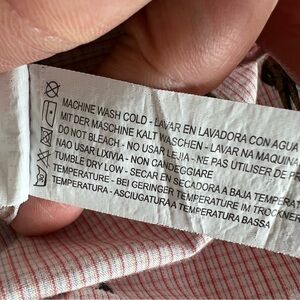 MACHINE WASH COLD - LAVAR EN LAVADORA CON AGUA
MIT DER MASCHINE KALT WASCHEN - LAVAR NA MAQUINA
DO NOT BLEACH - NO USAR LEJIA - NE PAS UTILISER DE
NAO USAR LIXIVIA - NON CANDEGGIARE
TUMBLE DRY LOW - SECAR EN SECADORA A BAJA TEMPERAT
TEMPERATURE - BEI GERINGER TEMPERATUR IM TROCKNE
TEMPERATURA - ASCIUGATURA A TEMPERATURA BASSA